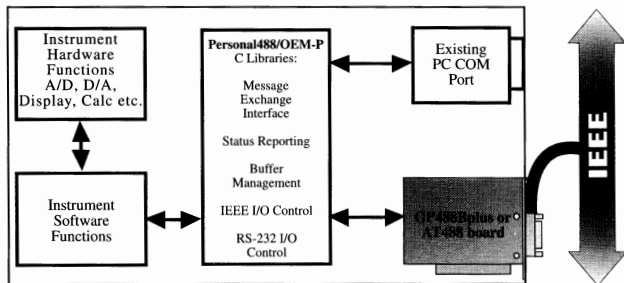 Instrument
Hardware
Functions
A/D, D/A,
Display, Calc etc.
Instrument
Software
Functions
Personal488/OEM-P
C Libraries:
Message
Exchange
Interface
Status Reporting
Buffer
Management
IEEE I/O Control
RS-232 I/O
Control
Existing
PC COM
Port
GP488Bplus or
AT488 board
IEEE